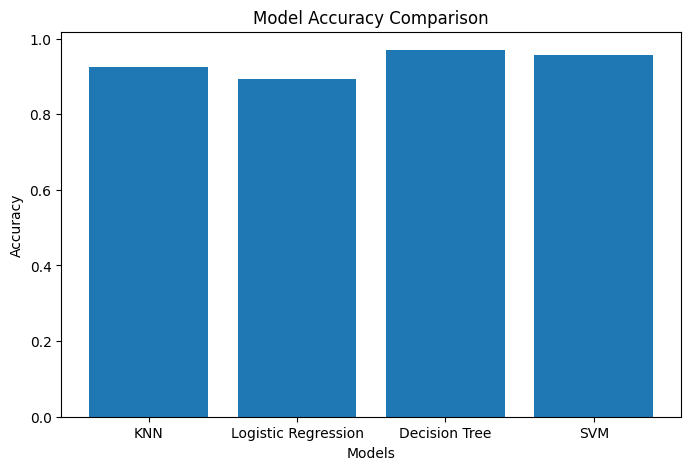 Model Accuracy Comparison
1.0
0.8
0.6
0.4
0.2
0.0
Accuracy
KNN
Logistic Regression
Decision Tree
SVM
Models